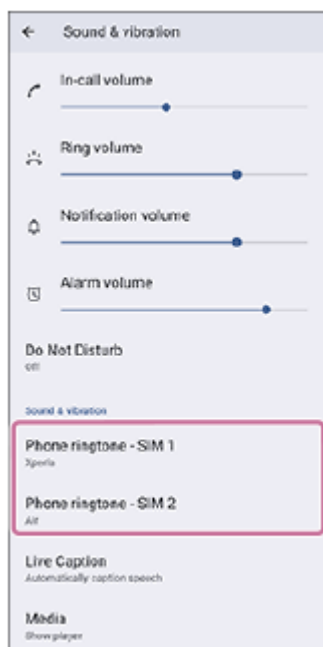 Sound & vibration
In-call volume
Ring volume
Notification volume
Alarm volume
Do Not Disturb
Off
Sound & vibration
Phone ringtone - SIM 1
Xperia
Phone ringtone - SIM 2
Air
Live Caption
Automatically caption speech
Media
Show player